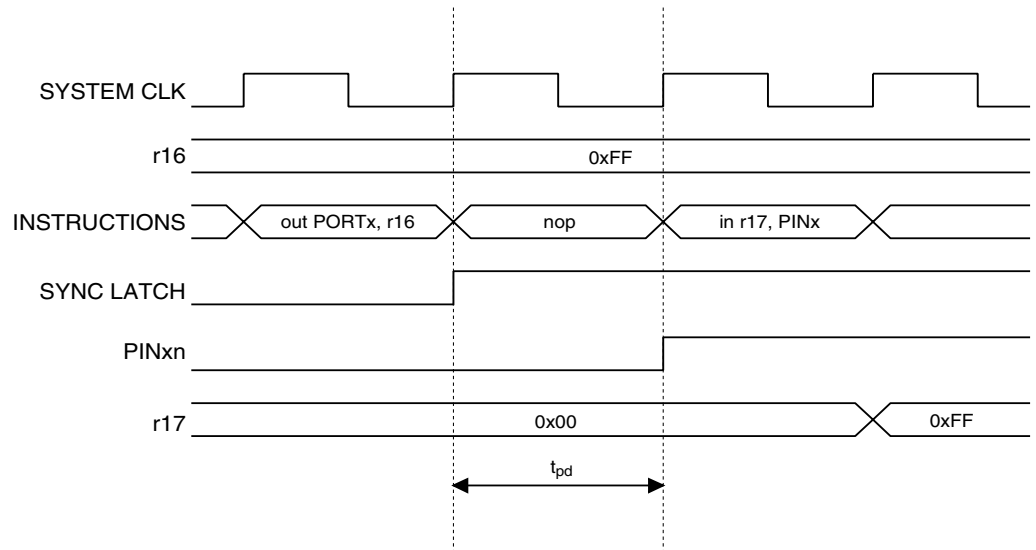 SYSTEM CLK
r16
0xFF
INSTRUCTIONS
out PORTx, r16
nop
in r17, PINx
SYNC LATCH
PINxn
r17
0x00
0xFF
tpd